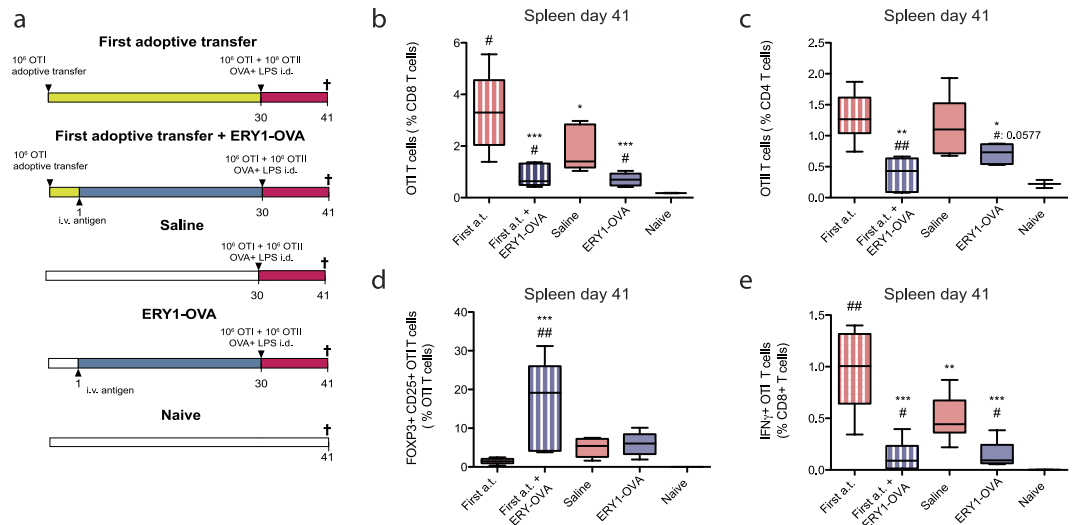 a
First adoptive transfer
10⁶ OTI
adoptive transfer
10⁶ OTI + 10⁶ OTII
OVA+ LPS i.d.
†
30
41
First adoptive transfer + ERY1-OVA
10⁶ OTI
adoptive transfer
10⁶ OTI + 10⁶ OTII
OVA+ LPS i.d.
†
1
30
41
i.v. antigen
Saline
10⁶ OTI + 10⁶ OTII
OVA+ LPS i.d.
†
30
41
ERY1-OVA
10⁶ OTI + 10⁶ OTII
OVA+ LPS i.d.
†
1
30
41
i.v. antigen
Naive
†
41
b
Spleen day 41
OTI T cells ( % CD8 T cells)
6
4
2
0
#
***
#
*
***
#
First a.t.
First a.t. +
ERY1-OVA
Saline
ERY1-OVA
Naive
c
Spleen day 41
OTII T cells ( % CD4 T cells)
2.5
2.0
1.5
1.0
0.5
0.0
**
##
*
#: 0.0577
First a.t.
First a.t. +
ERY1-OVA
Saline
ERY1-OVA
Naive
d
Spleen day 41
FOXP3+ CD25+ OTI T cells
( % OTI T cells)
40
30
20
10
0
***
##
First a.t.
First a.t. +
ERY-OVA
Saline
ERY1-OVA
Naive
e
Spleen day 41
IFNγ+ OTI T cells
(% CD8+ T cells)
1.5
1.0
0.5
0.0
##
***
#
**
***
#
First a.t.
First a.t. +
ERY1-OVA
Saline
ERY1-OVA
Naive